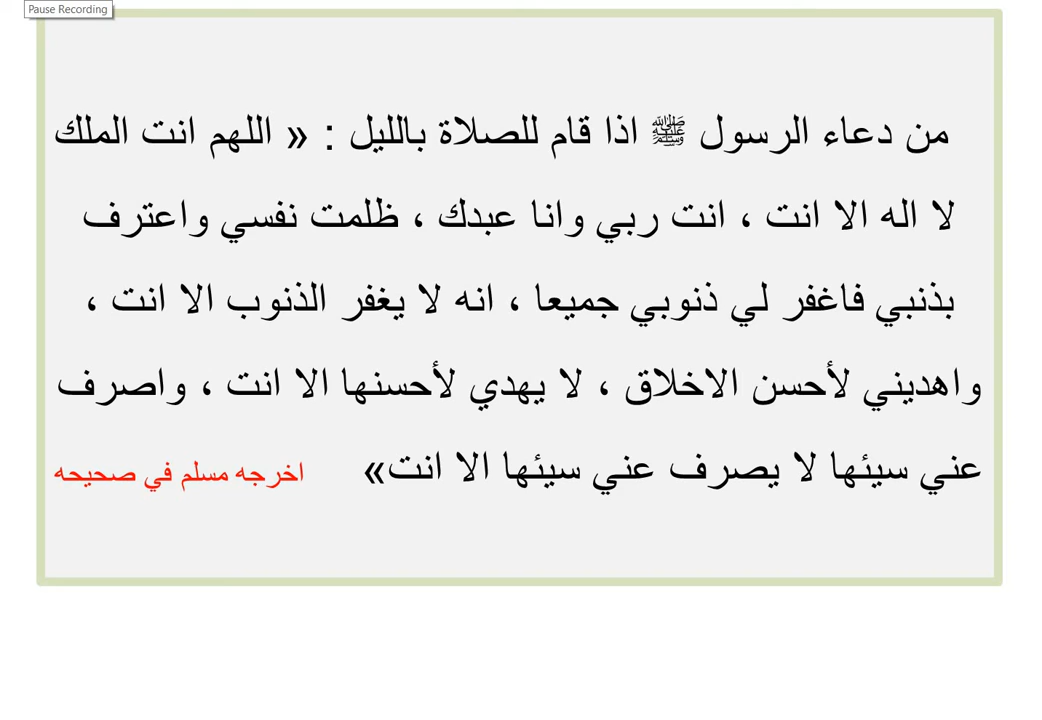 Pause Recording
من دعاء الرسول ﷺ اذا قام للصلاة بالليل : « اللهم انت الملك
لا اله الا انت ، انت ربي وانا عبدك ، ظلمت نفسي واعترف
بذنبي فاغفر لي ذنوبي جميعا ، انه لا يغفر الذنوب الا انت ،
واهديني لأحسن الاخلاق ، لا يهدي لأحسنها الا انت ، واصرف
عني سيئها لا يصرف عني سيئها الا انت» اخرجه مسلم في صحيحه